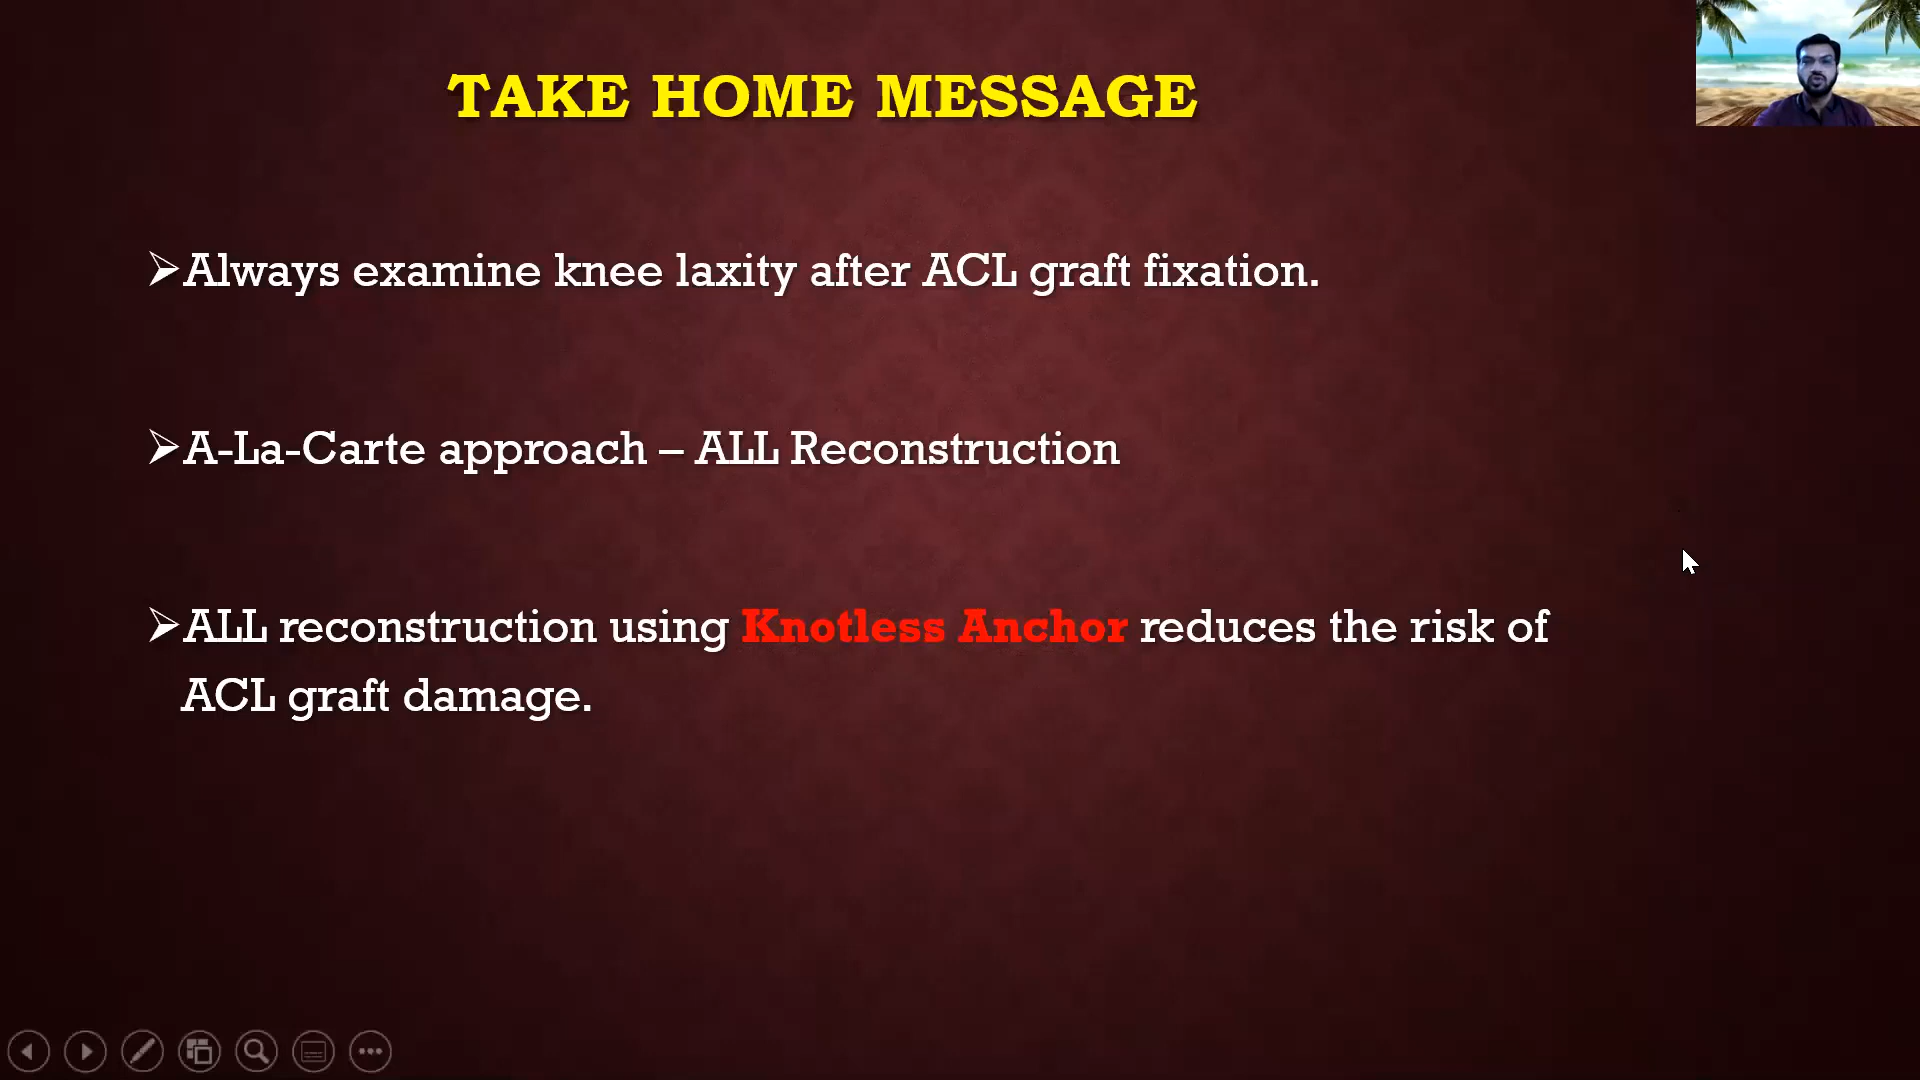 TAKE HOME MESSAGE
➢Always examine knee laxity after ACL graft fixation.
➢A-La-Carte approach – ALL Reconstruction
➢ALL reconstruction using Knotless Anchor reduces the risk of
ACL graft damage.